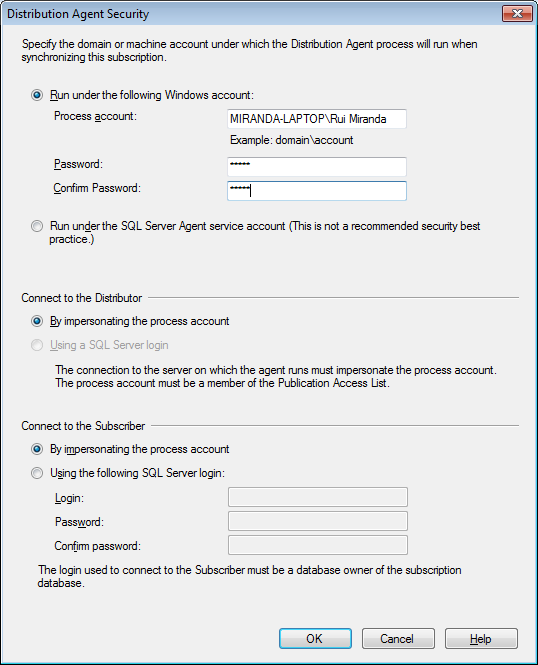 Distribution Agent Security
Specify the domain or machine account under which the Distribution Agent process will run when
synchronizing this subscription.
Run under the following Windows account:
Process account:
MIRANDA-LAPTOP\Rui Miranda
Example: domain\account
Password:
*****
Confirm Password:
*****
Run under the SQL Server Agent service account (This is not a recommended security best
practice.)
Connect to the Distributor
By impersonating the process account
Using a SQL Server login
The connection to the server on which the agent runs must impersonate the process account.
The process account must be a member of the Publication Access List.
Connect to the Subscriber
By impersonating the process account
Using the following SQL Server login:
Login:
Password:
Confirm password:
The login used to connect to the Subscriber must be a database owner of the subscription
database.
OK
Cancel
Help